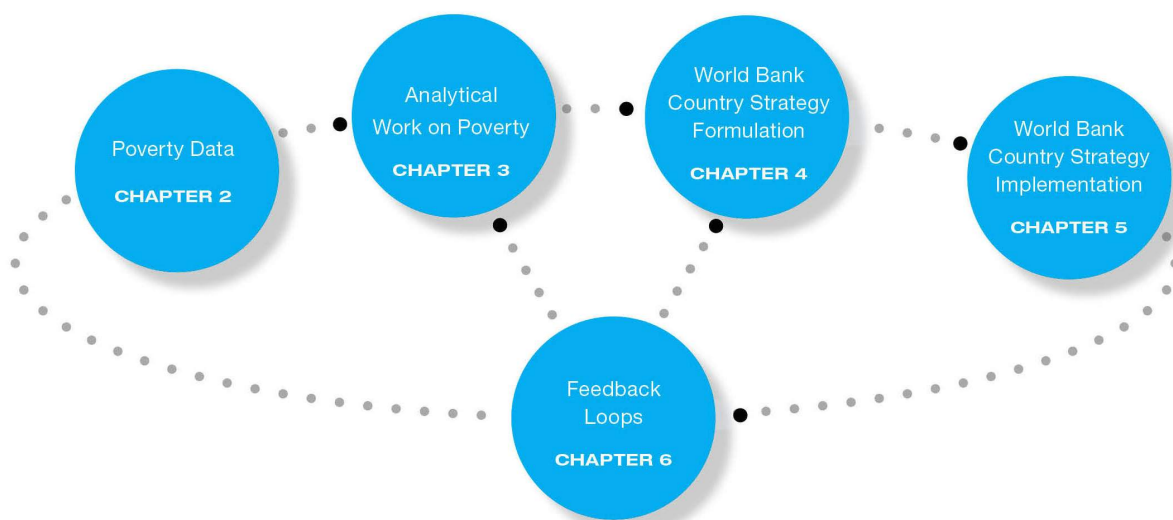 Poverty Data
CHAPTER 2
Analytical
Work on Poverty
CHAPTER 3
World Bank
Country Strategy
Formulation
CHAPTER 4
World Bank
Country Strategy
Implementation
CHAPTER 5
Feedback
Loops
CHAPTER 6